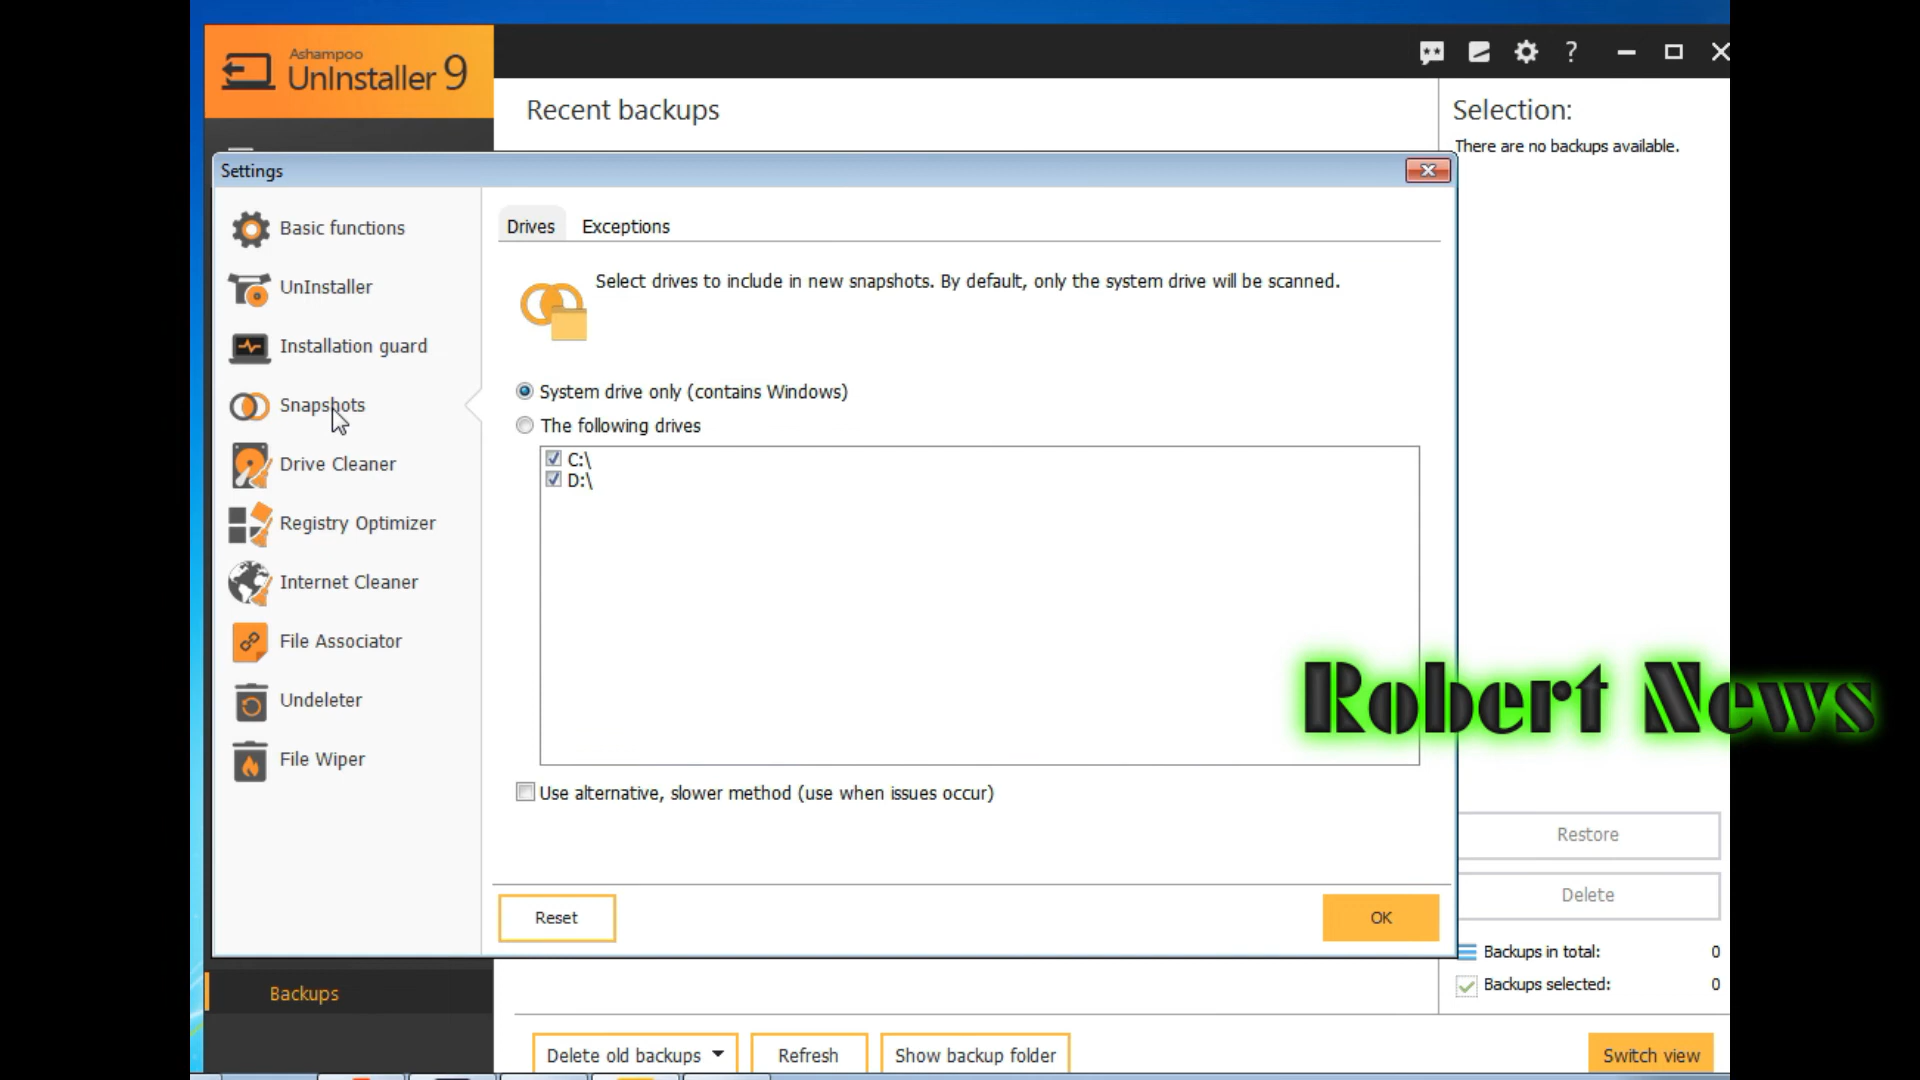 Ashampoo
UnInstaller 9
Recent backups
Selection:
There are no backups available.
Settings
Basic functions
UnInstaller
Installation guard
Snapshots
Drive Cleaner
Registry Optimizer
Internet Cleaner
File Associator
Undeleter
File Wiper
Drives
Exceptions
Select drives to include in new snapshots. By default, only the system drive will be scanned.
System drive only (contains Windows)
The following drives
C:\
D:\
Use alternative, slower method (use when issues occur)
Reset
OK
Robert News
Restore
Delete
Backups in total: 0
Backups selected: 0
Backups
Delete old backups
Refresh
Show backup folder
Switch view